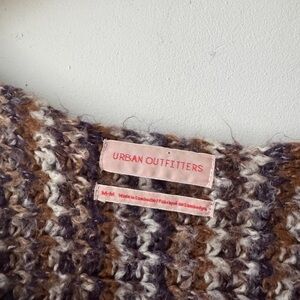 URBAN OUTFITTERS
M-M Made in Cambodia / Fabriqué au Cambodge